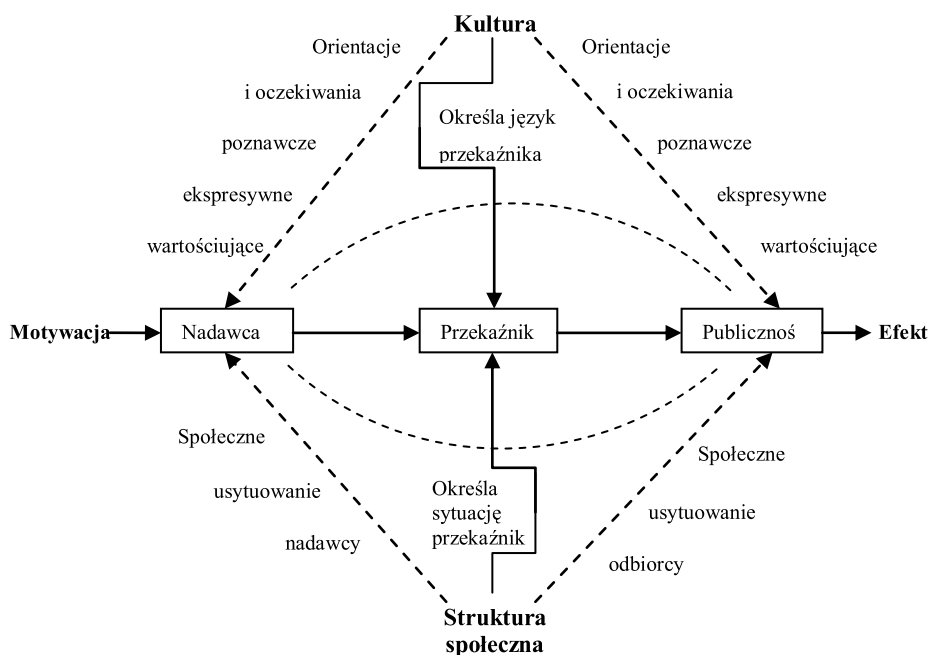 Kultura
Orientacje
Orientacje
i oczekiwania
i oczekiwania
Określa język
przekaźnika
poznawcze
poznawcze
ekspresywne
ekspresywne
wartościujące
wartościujące
Motywacja
Nadawca
Przekaźnik
Publicznoś
Efekt
Społeczne
usytuowanie
nadawcy
Określa
sytuację
przekaźnik
Społeczne
usytuowanie
odbiorcy
Struktura
społeczna